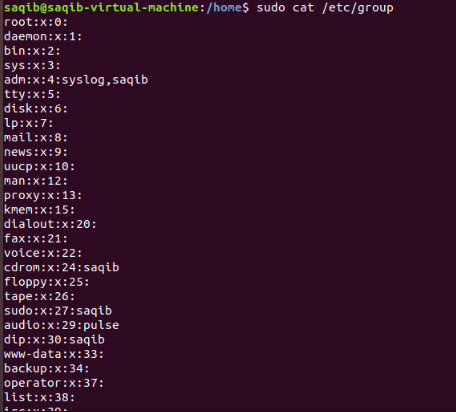 saqib@saqib-virtual-machine:/home$ sudo cat /etc/group
root:x:0:
daemon:x:1:
bin:x:2:
sys:x:3:
adm:x:4:syslog,saqib
tty:x:5:
disk:x:6:
lp:x:7:
mail:x:8:
news:x:9:
uucp:x:10:
man:x:12:
proxy:x:13:
kmem:x:15:
dialout:x:20:
fax:x:21:
voice:x:22:
cdrom:x:24:saqib
floppy:x:25:
tape:x:26:
sudo:x:27:saqib
audio:x:29:pulse
dip:x:30:saqib
www-data:x:33:
backup:x:34:
operator:x:37:
list:x:38: